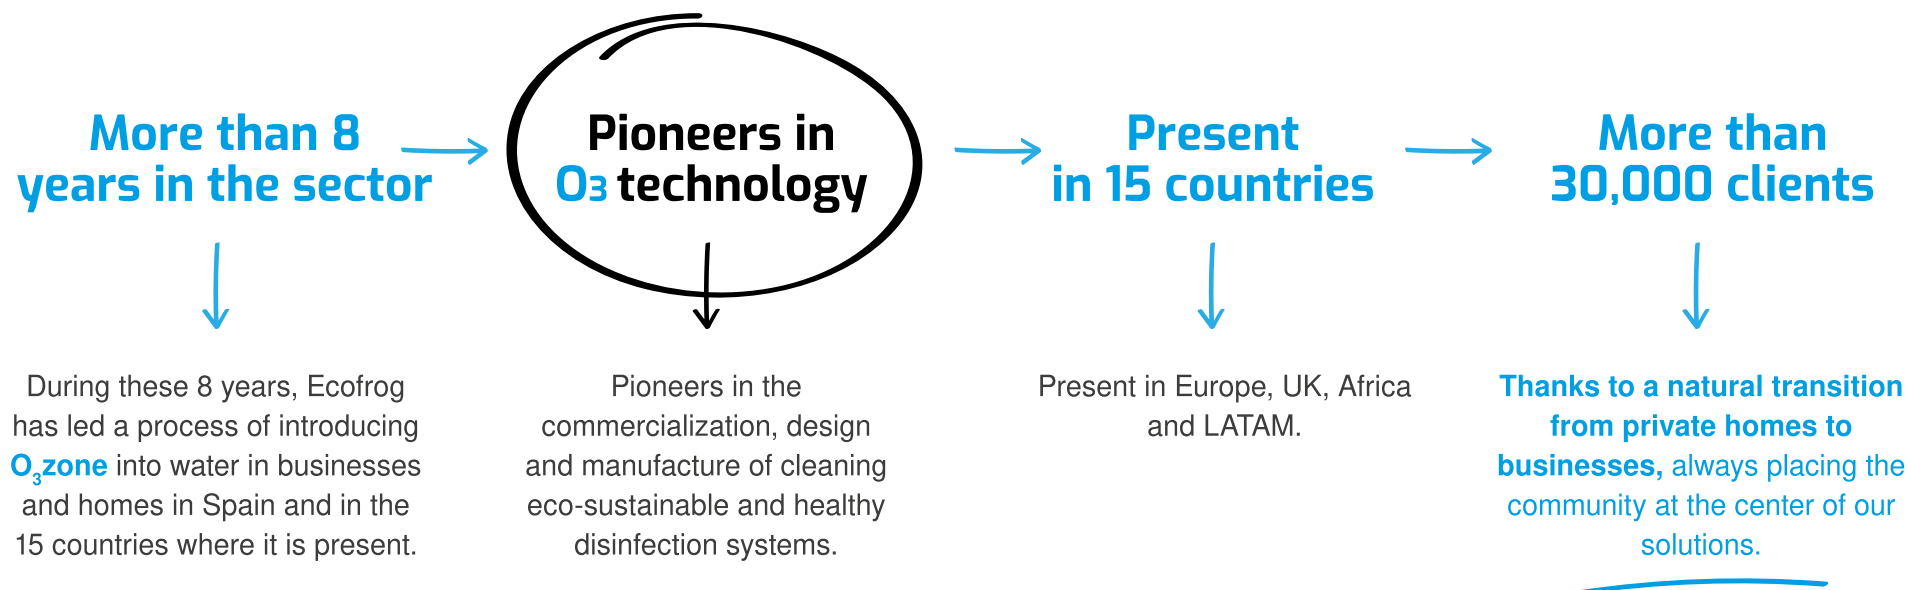 More than 8
years in the sector
Pioneers in
O3 technology
Present
in 15 countries
More than
30,000 clients
During these 8 years, Ecofrog
has led a process of introducing
O₃zone into water in businesses
and homes in Spain and in the
15 countries where it is present.
Pioneers in the
commercialization, design
and manufacture of cleaning
eco-sustainable and healthy
disinfection systems.
Present in Europe, UK, Africa
and LATAM.
Thanks to a natural transition
from private homes to
businesses, always placing the
community at the center of our
solutions.